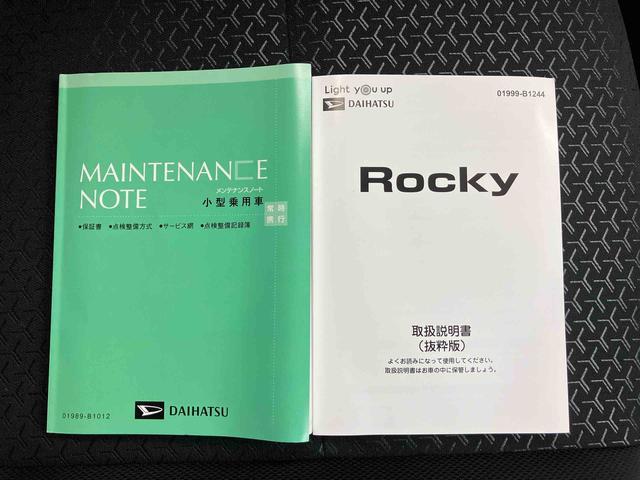 MAINTENANCE
NOTE
メンテナンスノート
小型乗用車
常時
携行
●保証書 ●点検整備方式 ●サービス網 ●点検整備記録簿
01989-B1012
DAIHATSU
Light you up
DAIHATSU
01999-B1244
Rocky
取扱説明書
（抜粋版）
よくお読みになって使用してください。
取扱説明書はお車の中に保管しましょう。